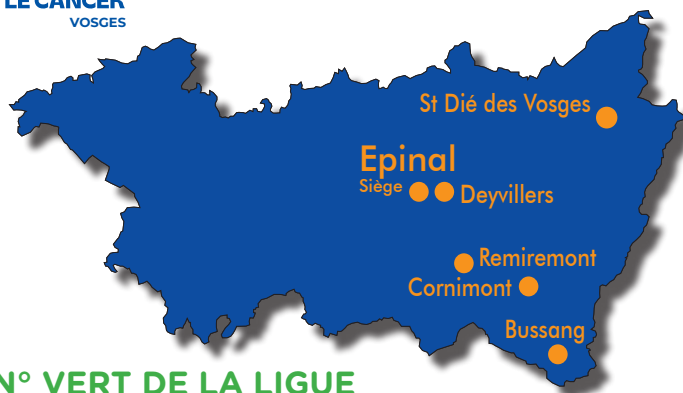 LE CANCER
VOSGES
St Dié des Vosges
Epinal
Siège
Deyvillers
Remiremont
Cornimont
Bussang
N° VERT DE LA LIGUE